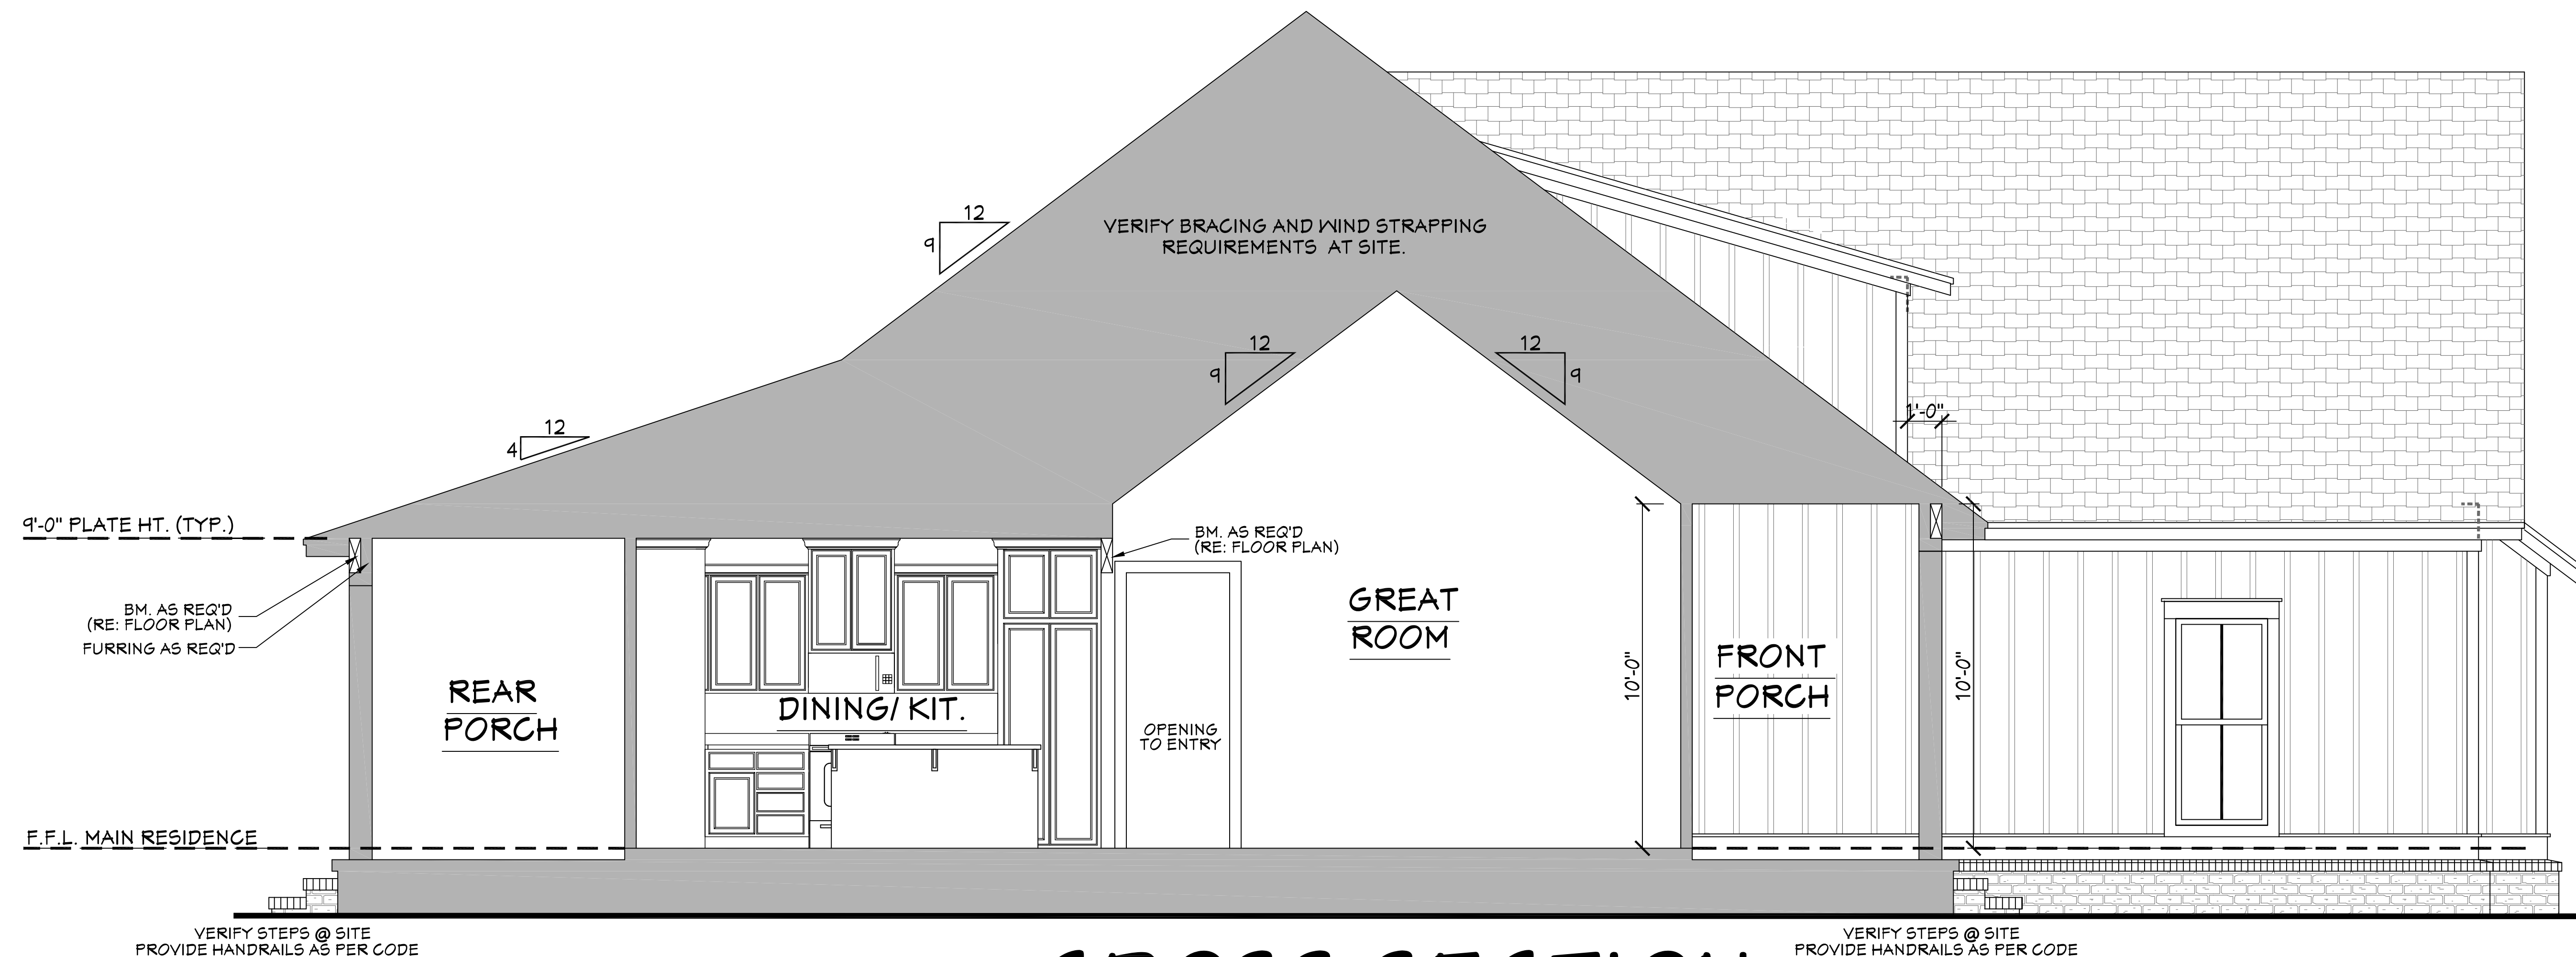 12
9
VERIFY BRACING AND WIND STRAPPING
REQUIREMENTS AT SITE.
12
9
12
9
12
4
1'-0"
9'-0" PLATE HT. (TYP.)
BM. AS REQ'D
(RE: FLOOR PLAN)
BM. AS REQ'D
(RE: FLOOR PLAN)
FURRING AS REQ'D
GREAT
ROOM
FRONT
PORCH
10'-0"
10'-0"
REAR
PORCH
DINING/ KIT.
OPENING
TO ENTRY
F.F.L. MAIN RESIDENCE
VERIFY STEPS @ SITE
PROVIDE HANDRAILS AS PER CODE
CROSS SECTION
VERIFY STEPS @ SITE
PROVIDE HANDRAILS AS PER CODE